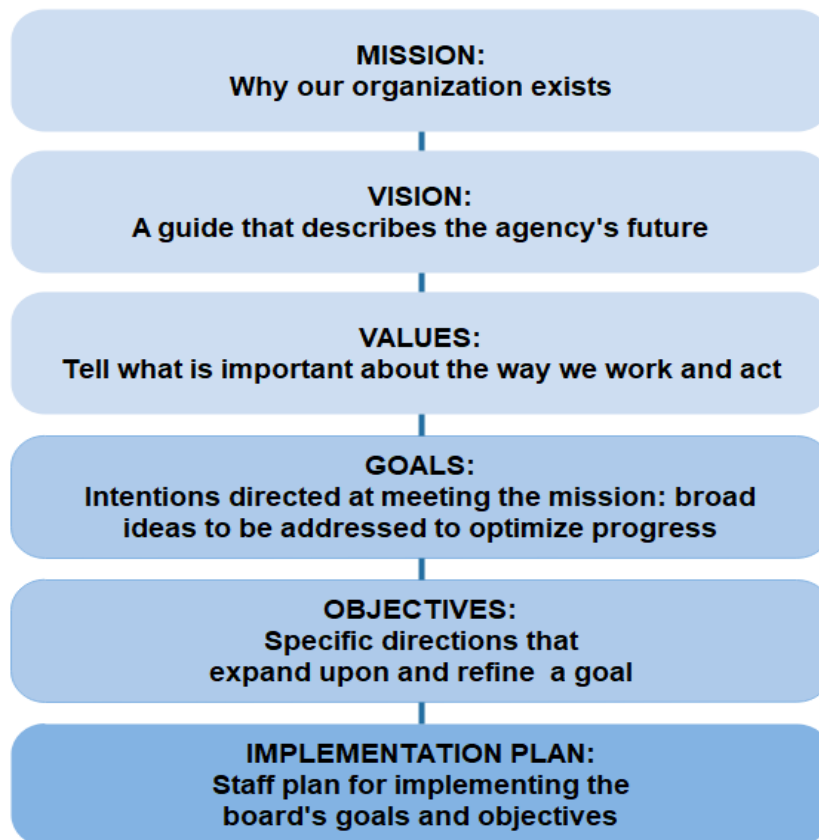 MISSION:
Why our organization exists
VISION:
A guide that describes the agency's future
VALUES:
Tell what is important about the way we work and act
GOALS:
Intentions directed at meeting the mission: broad
ideas to be addressed to optimize progress
OBJECTIVES:
Specific directions that
expand upon and refine  a goal
IMPLEMENTATION PLAN:
Staff plan for implementing the
board's goals and objectives